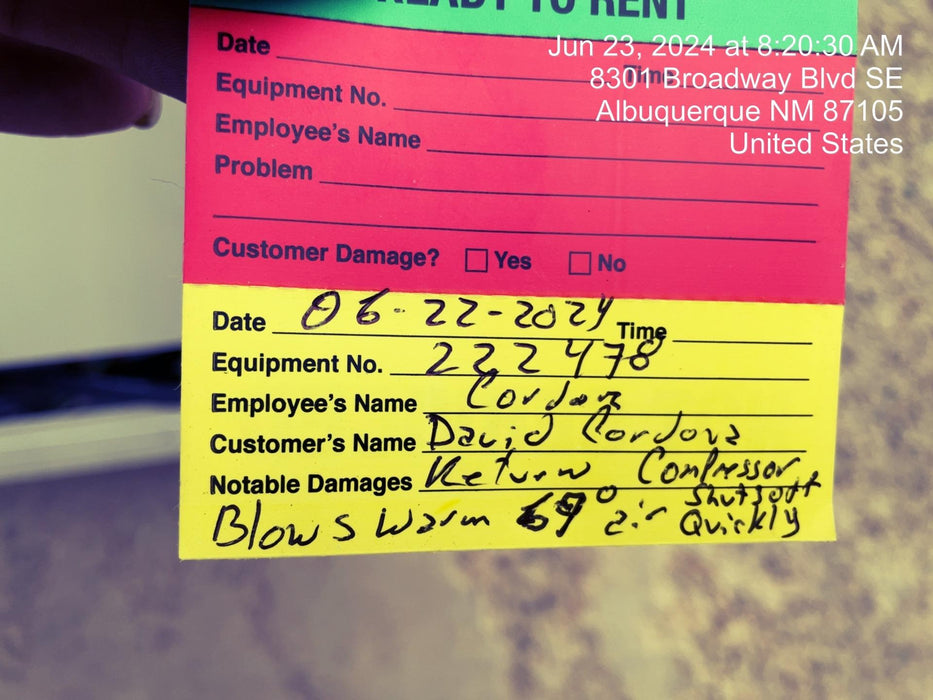 READY TO RENT
Jun 23, 2024 at 8:20:30 AM
8301 Broadway Blvd SE
Albuquerque NM 87105
United States
Date Time
Equipment No.
Employee's Name
Problem
Customer Damage? Yes No
Date 06-22-2024 Time
Equipment No. 222478
Employee's Name Cordova
Customer's Name David Cordova
Notable Damages Return Compressor
Shutsoff
Blows warm 69° air Quickly